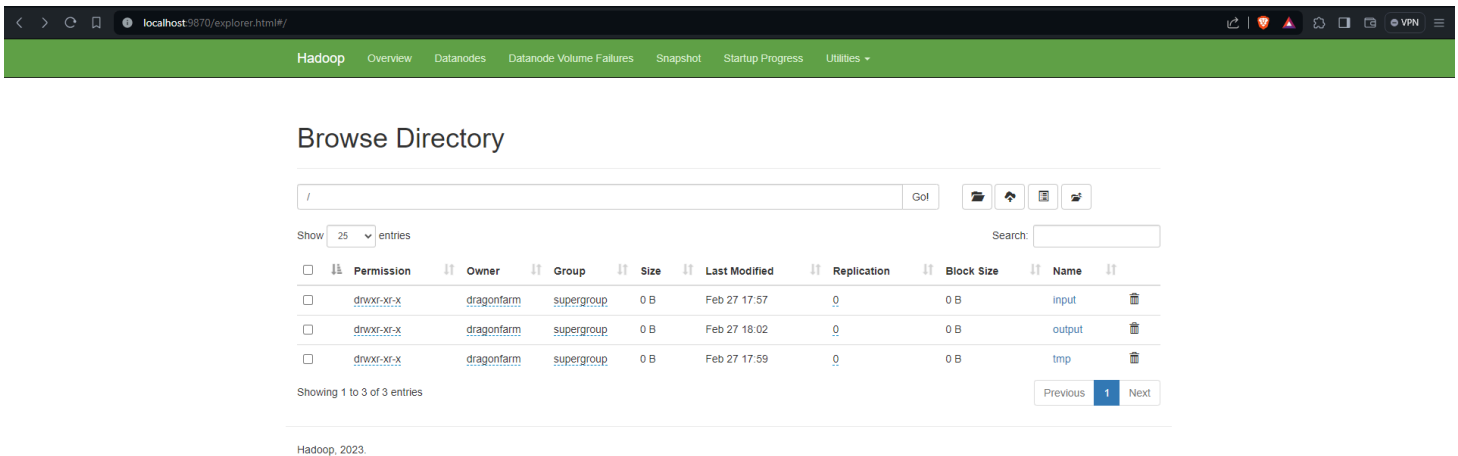 localhost:9870/explorer.html#/ VPN
Hadoop Overview Datanodes Datanode Volume Failures Snapshot Startup Progress Utilities
Browse Directory
/ Go!
Show 25 entries Search:
Permission Owner Group Size Last Modified Replication Block Size Name
drwxr-xr-x dragonfarm supergroup 0 B Feb 27 17:57 0 0 B input
drwxr-xr-x dragonfarm supergroup 0 B Feb 27 18:02 0 0 B output
drwxr-xr-x dragonfarm supergroup 0 B Feb 27 17:59 0 0 B tmp
Showing 1 to 3 of 3 entries Previous 1 Next
Hadoop, 2023.